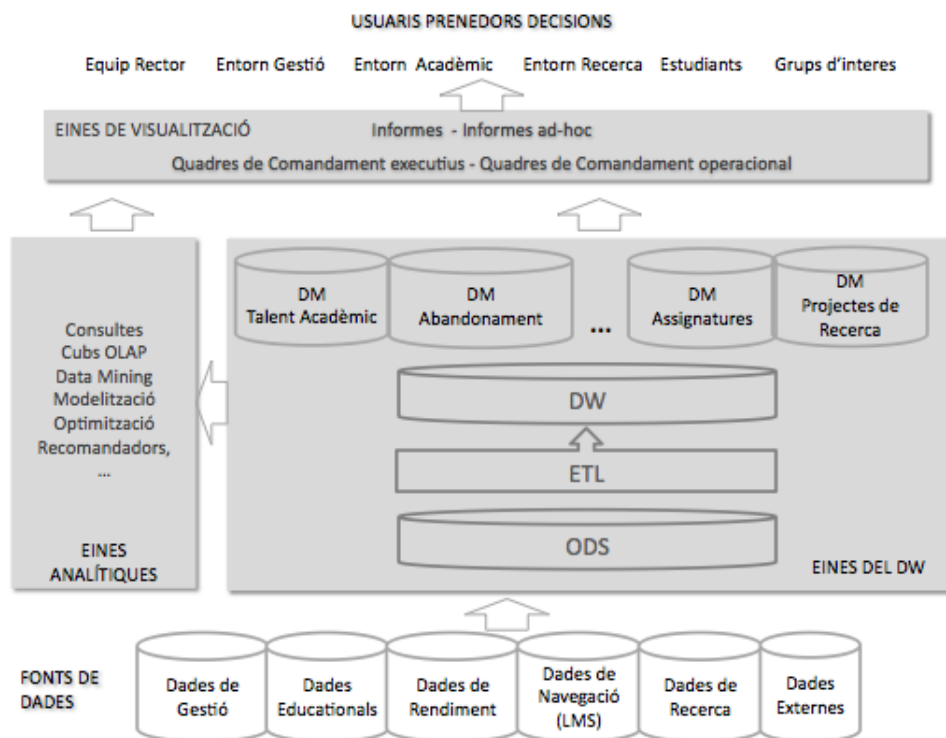 USUARIS PRENEDORS DECISIONS
Equip Rector Entorn Gestió Entorn Acadèmic Entorn Recerca Estudiants Grups d'interes
EINES DE VISUALITZACIÓ Informes - Informes ad-hoc
Quadres de Comandament executius - Quadres de Comandament operacional
DM
Talent Acadèmic
DM
Abandonament
...
DM
Assignatures
DM
Projectes de
Recerca
Consultes
Cubs OLAP
Data Mining
Modelització
Optimització
Recomandadors,
...
EINES
ANALÍTIQUES
DW
ETL
ODS
EINES DEL DW
FONTS DE
DADES
Dades de
Gestió
Dades
Educationals
Dades de
Rendiment
Dades de
Navegació
(LMS)
Dades de
Recerca
Dades
Externes